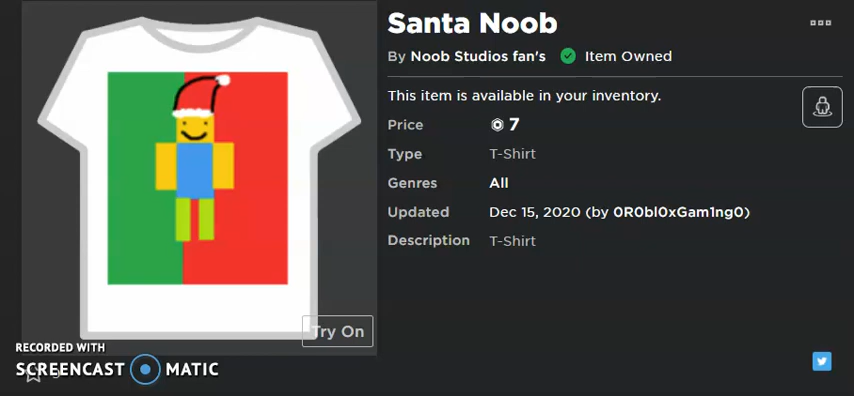 Santa Noob
By Noob Studios fan's Item Owned
This item is available in your inventory.
Price 7
Type T-Shirt
Genres All
Updated Dec 15, 2020 (by 0R0bl0xGam1ng0)
Description T-Shirt
Try On
RECORDED WITH
SCREENCAST MATIC